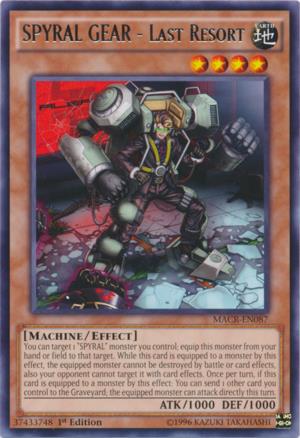 SPYRAL GEAR - LAST RESORT
EARTH
地
MACR-EN087
[MACHINE/EFFECT]
You can target 1 "SPYRAL" monster you control; equip this monster from your
hand or field to that target. While this card is equipped to a monster by this
effect, the equipped monster cannot be destroyed by battle or card effects,
also your opponent cannot target it with card effects. Once per turn, if this
card is equipped to a monster by this effect: You can send 1 other card you
control to the Graveyard; the equipped monster can attack directly this turn.
ATK/1000 DEF/1000
37433748 1st Edition ©1996 KAZUKI TAKAHASHI